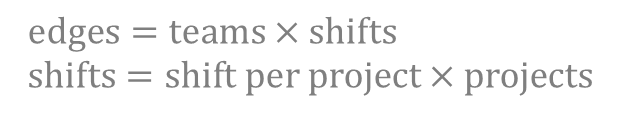 edges = teams × shifts
shifts = shift per project × projects